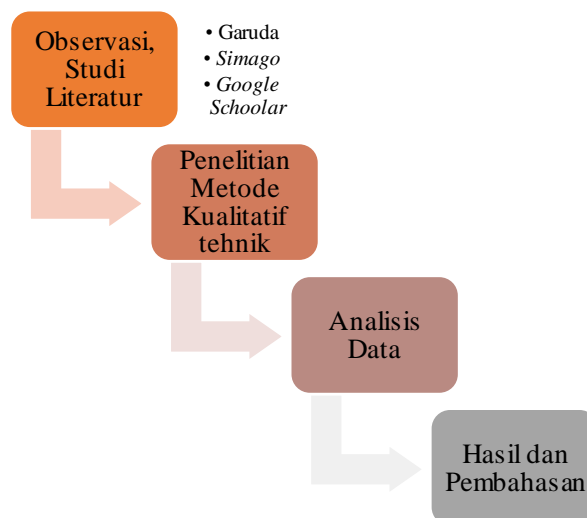 Observasi,
Studi
Literatur
• Garuda
• Simago
• Google
Schoolar
Penelitian
Metode
Kualitatif
tehnik
Analisis
Data
Hasil dan
Pembahasan